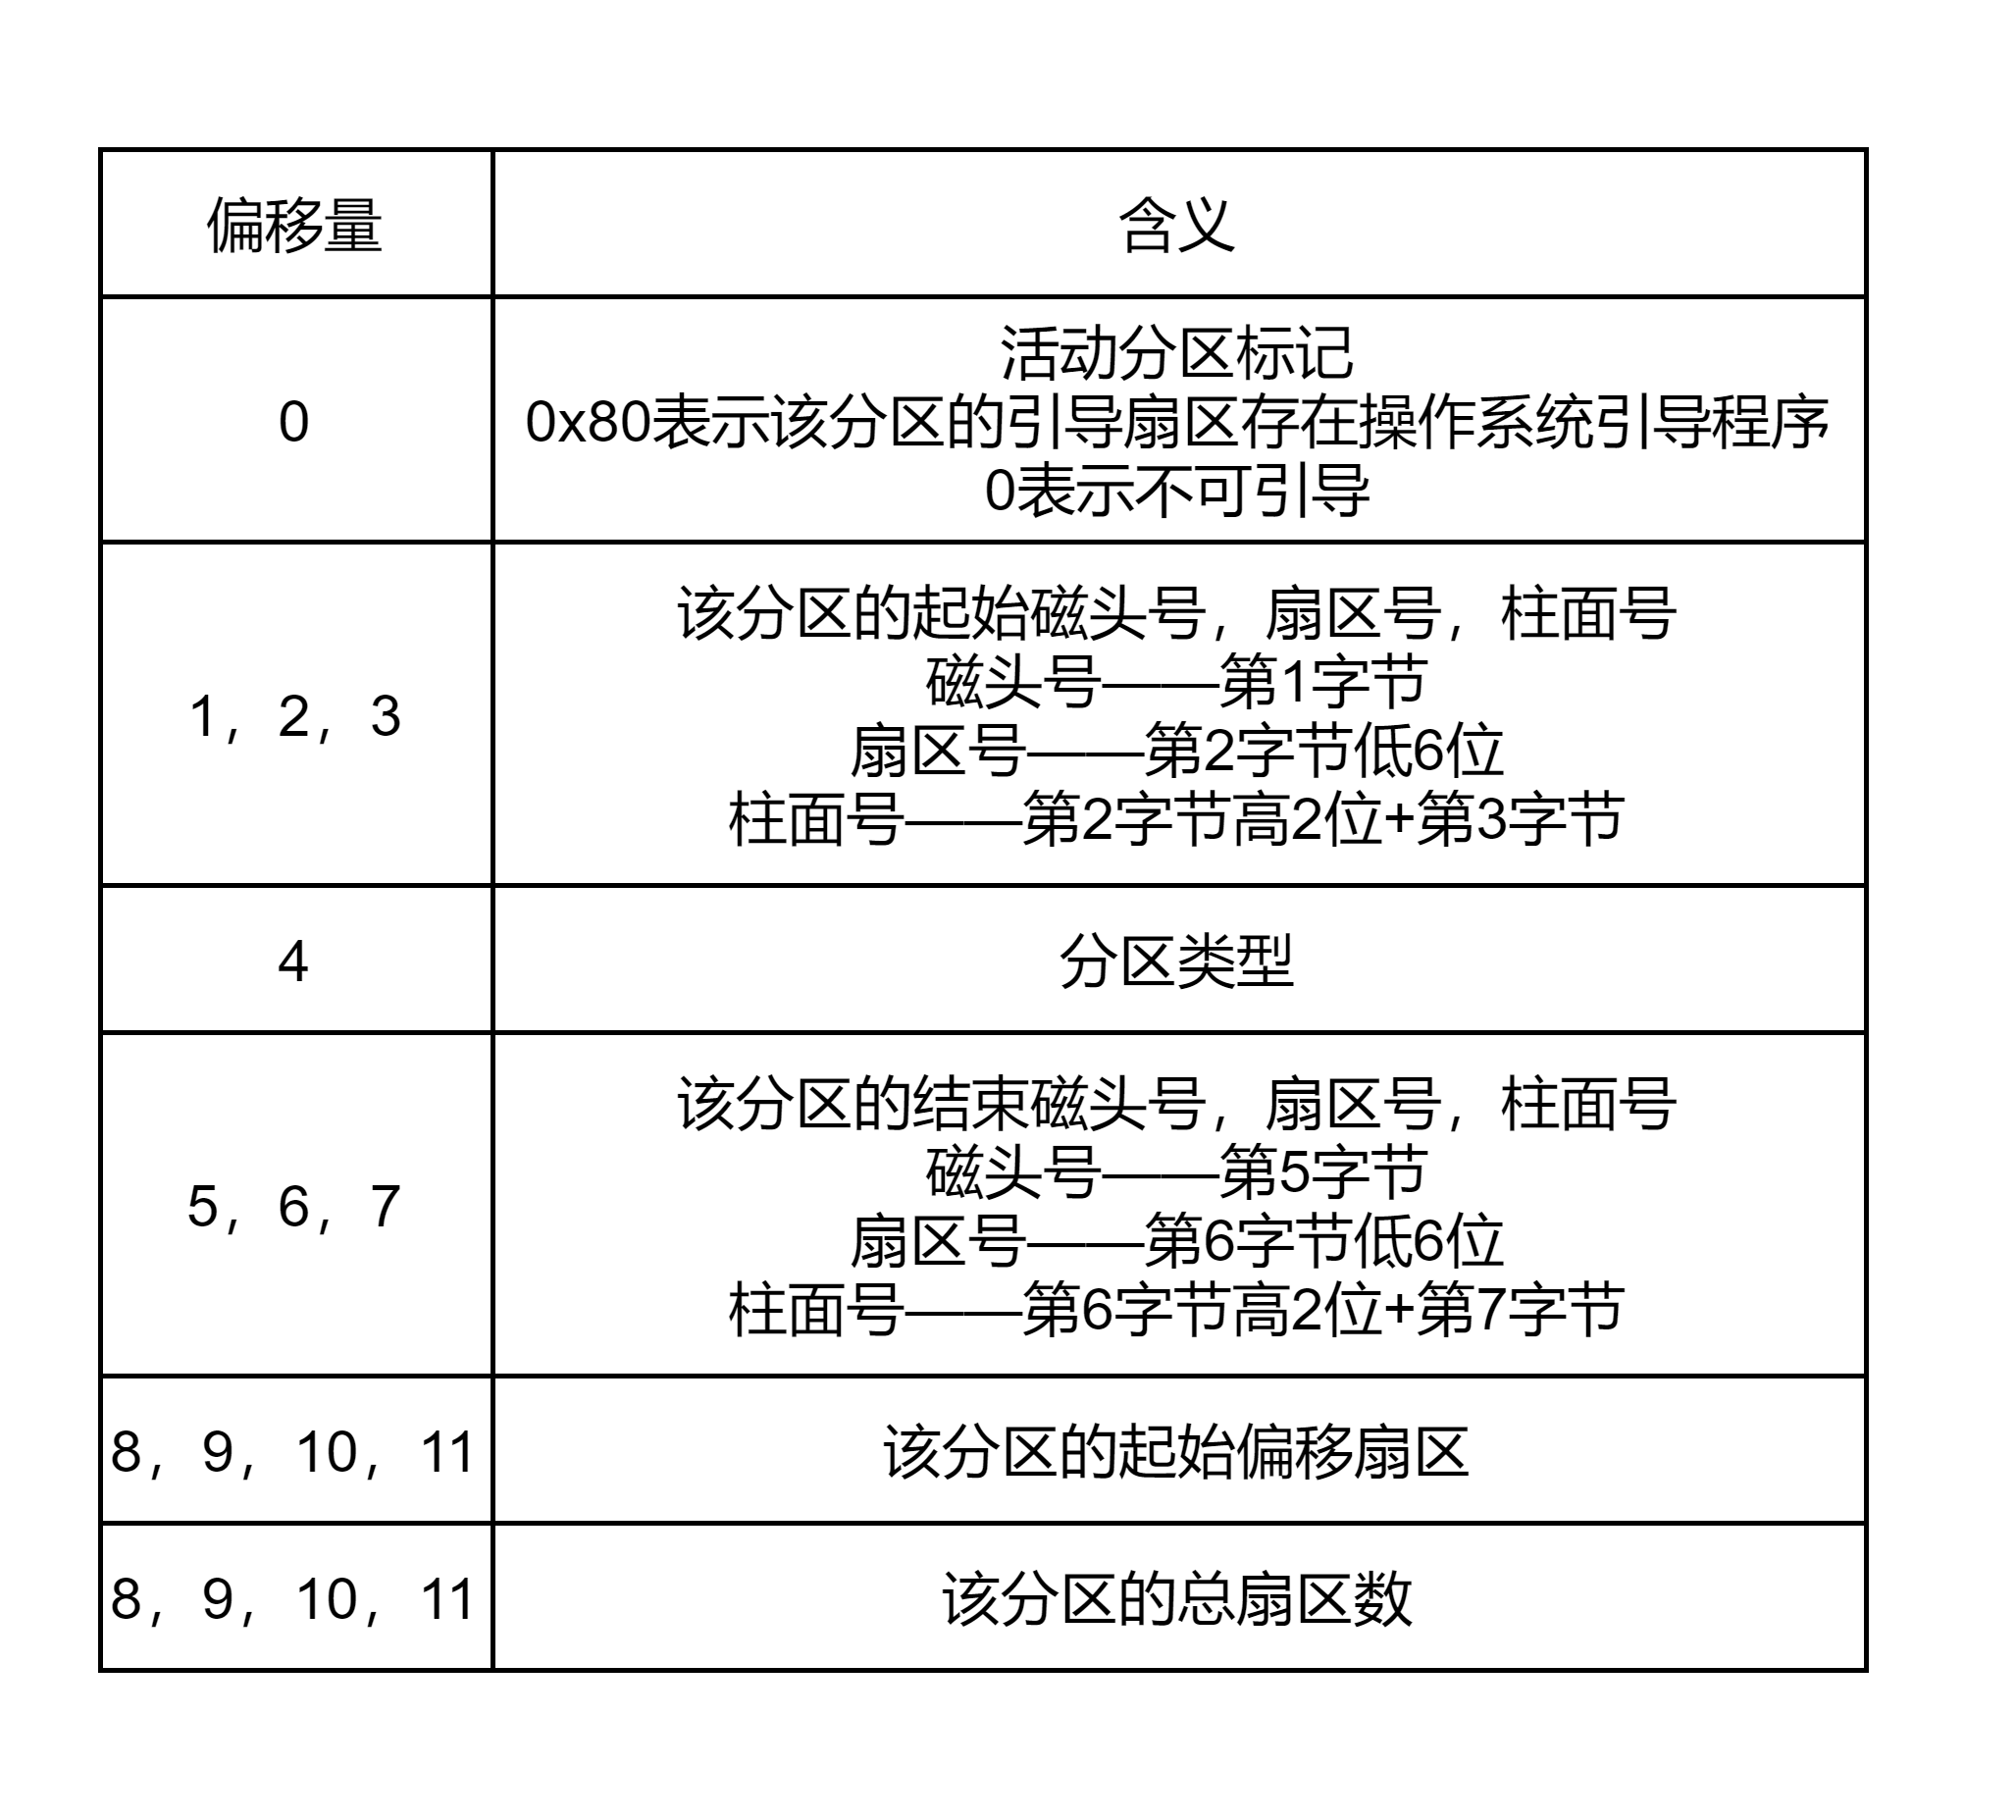 偏移量
含义
0
活动分区标记
0x80表示该分区的引导扇区存在操作系统引导程序
0表示不可引导
1，2，3
该分区的起始磁头号，扇区号，柱面号
磁头号——第1字节
扇区号——第2字节低6位
柱面号——第2字节高2位+第3字节
4
分区类型
5，6，7
该分区的结束磁头号，扇区号，柱面号
磁头号——第5字节
扇区号——第6字节低6位
柱面号——第6字节高2位+第7字节
8，9，10，11
该分区的起始偏移扇区
8，9，10，11
该分区的总扇区数